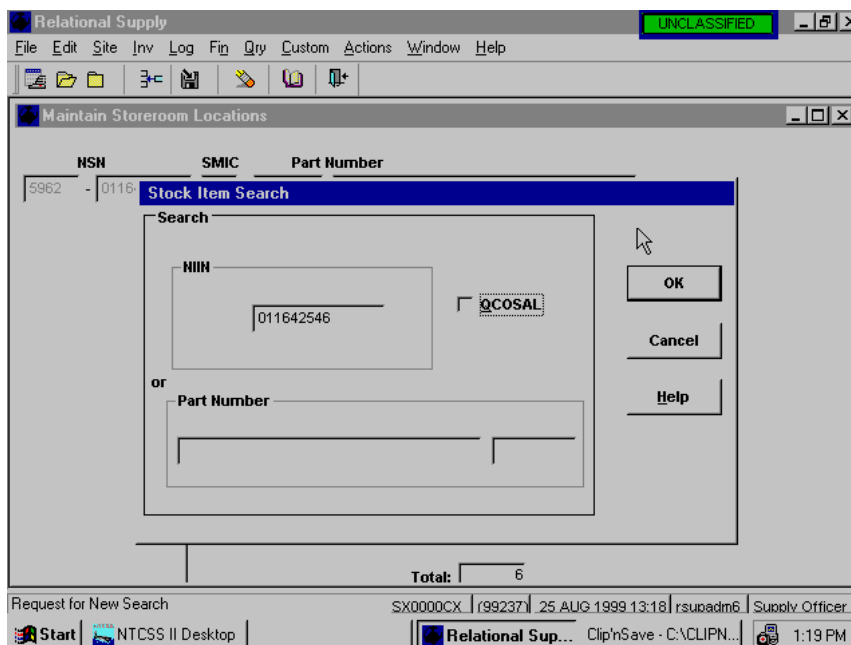 Relational Supply UNCLASSIFIED
File Edit Site Inv Log Fin Qry Custom Actions Window Help
Maintain Storeroom Locations
NSN SMIC Part Number
5962 - 0116
Stock Item Search
Search
NIIN
011642546
QCOSAL
OK
Cancel
Help
or
Part Number
Total: 6
Request for New Search SX0000CX (99237) 25 AUG 1999 13:18 rsupadm6 Supply Officer
Start NTCSS II Desktop Relational Sup... Clip'nSave - C:\CLIPN... 1:19 PM